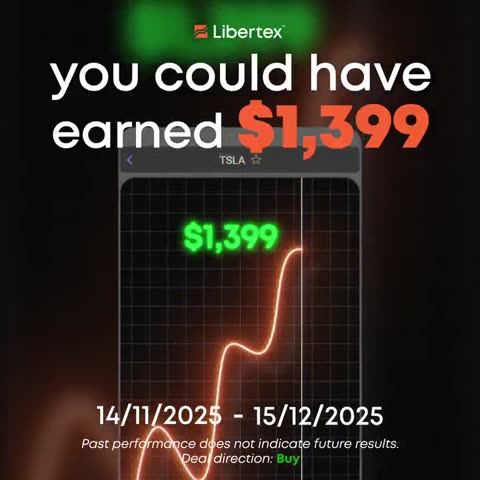 Libertex™
you could have
earned $1,399
TSLA
$1,399
14/11/2025 - 15/12/2025
Past performance does not indicate future results.
Deal direction: Buy